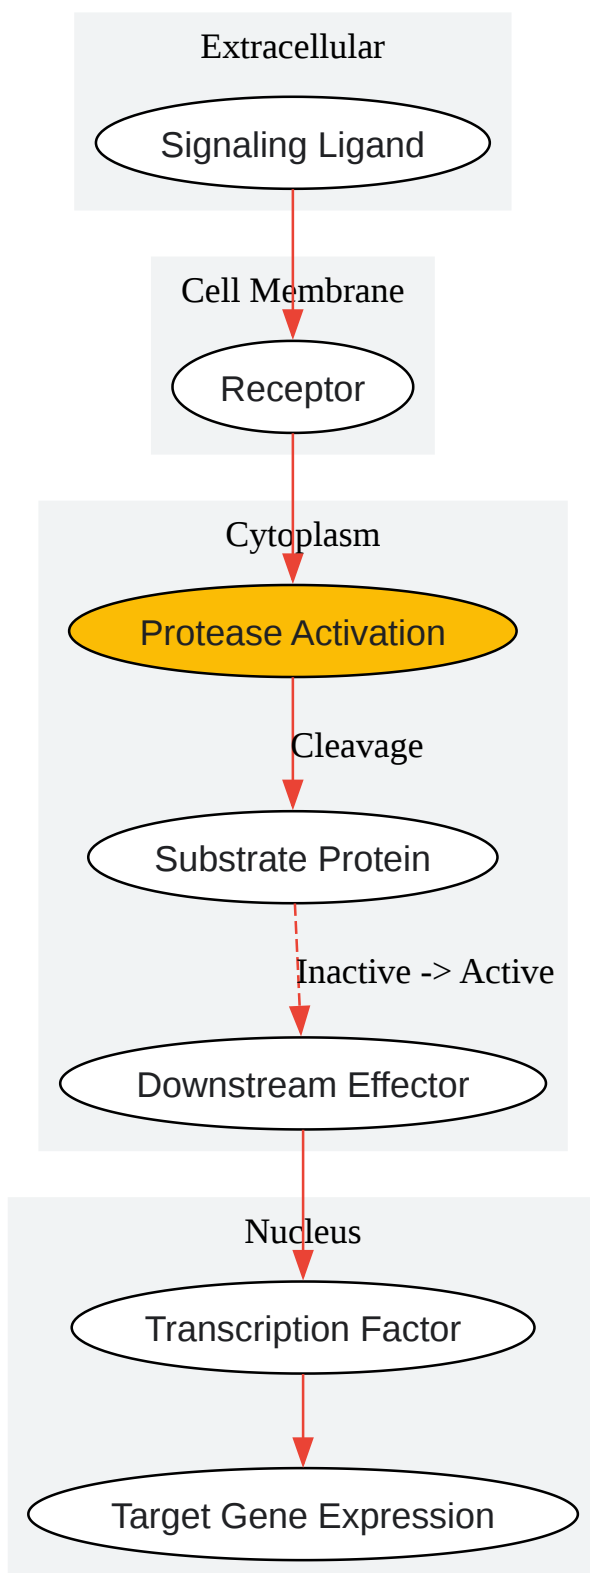 Extracellular
Signaling Ligand
Cell Membrane
Receptor
Cytoplasm
Protease Activation
Cleavage
Substrate Protein
Inactive -> Active
Downstream Effector
Nucleus
Transcription Factor
Target Gene Expression